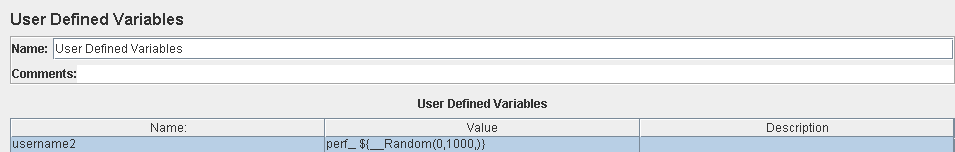 User Defined Variables
Name: User Defined Variables
Comments:
User Defined Variables
Name: Value Description
username2 perf_ ${__Random(0,1000,)}